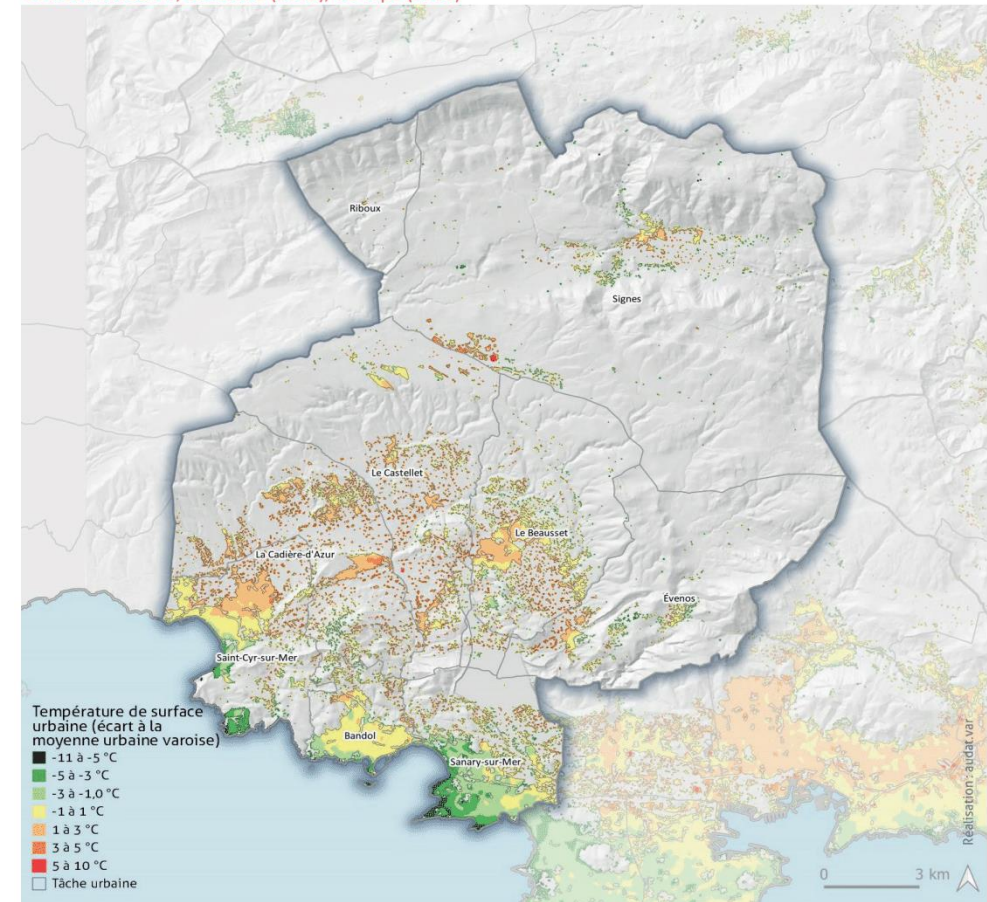 Riboux
Signes
Le Castellet
Le Beausset
La Cadière-d'Azur
Évenos
Saint-Cyr-sur-Mer
Bandol
Sanary-sur-Mer
Température de surface
urbaine (écart à la
moyenne urbaine varoise)
-11 à -5 °C
-5 à -3 °C
-3 à -1,0 °C
-1 à 1 °C
1 à 3 °C
3 à 5 °C
5 à 10 °C
Tâche urbaine
0 3 km
Réalisation : audat.var